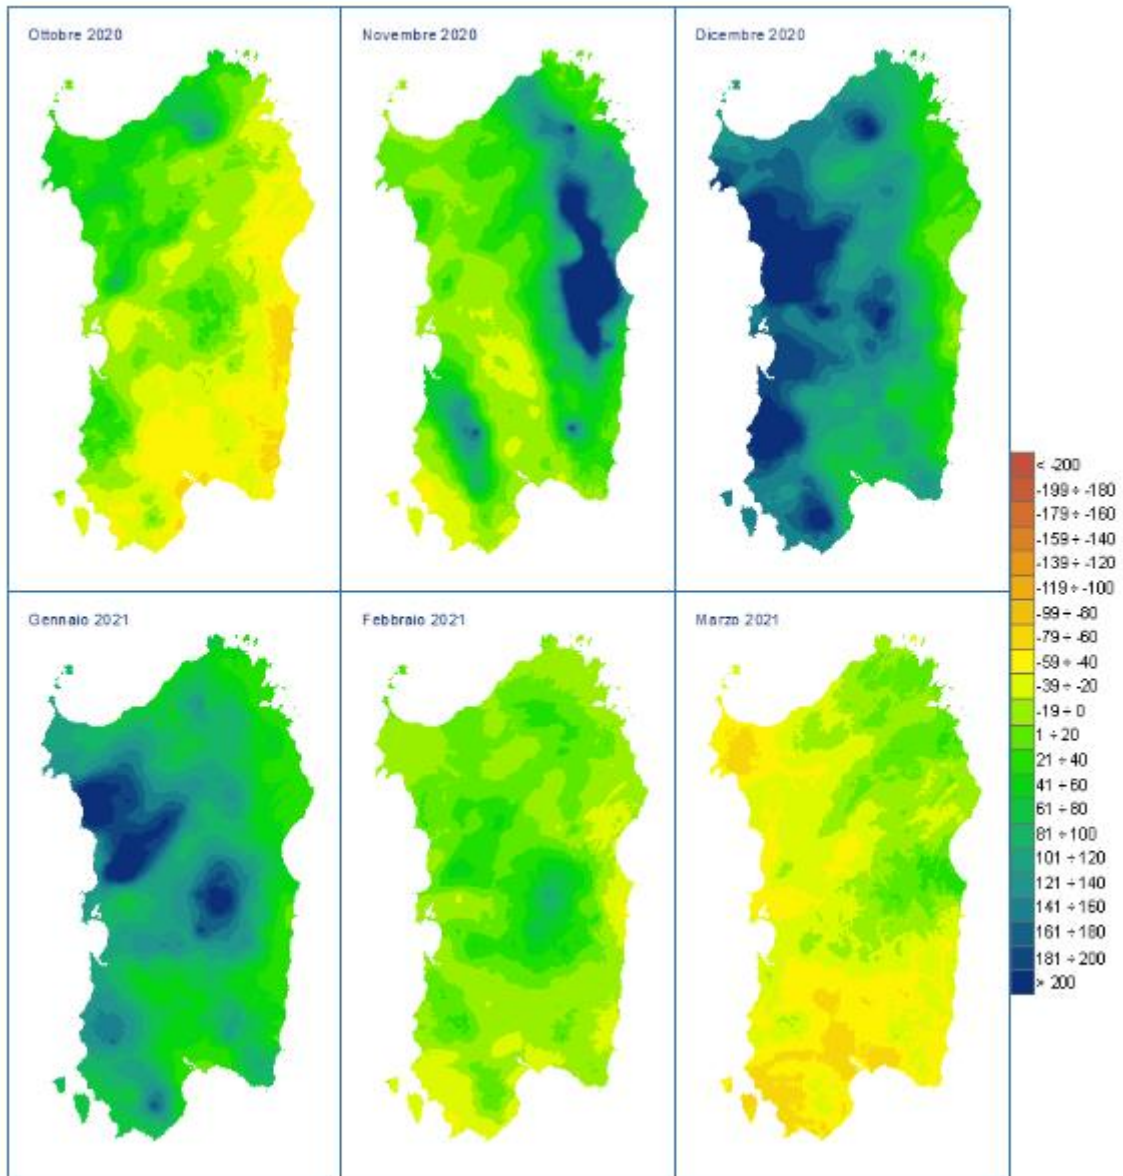 Ottobre 2020
Novembre 2020
Dicembre 2020
Gennaio 2021
Febbraio 2021
Marzo 2021
< -200
-199 ÷ -180
-179 ÷ -160
-159 ÷ -140
-139 ÷ -120
-119 ÷ -100
-99 ÷ -80
-79 ÷ -60
-59 ÷ -40
-39 ÷ -20
-19 ÷ 0
1 ÷ 20
21 ÷ 40
41 ÷ 60
61 ÷ 80
81 ÷ 100
101 ÷ 120
121 ÷ 140
141 ÷ 160
161 ÷ 180
181 ÷ 200
> 200